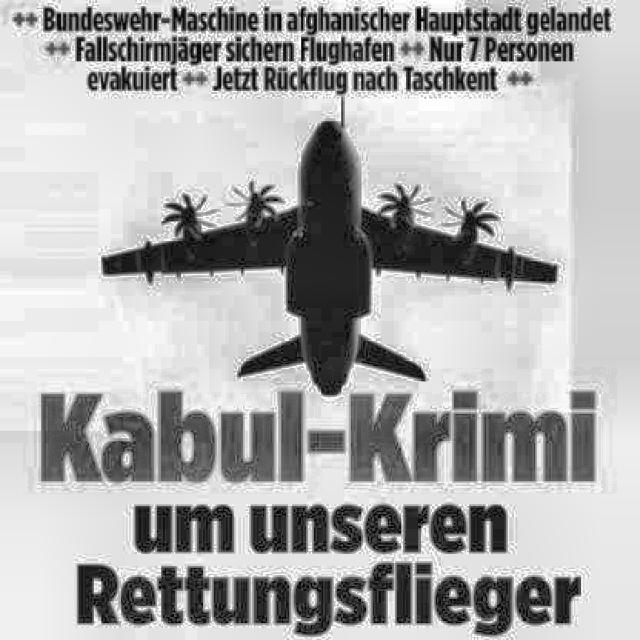 ++ Bundeswehr-Maschine in afghanischer Hauptstadt gelandet
++ Fallschirmjäger sichern Flughafen ++ Nur 7 Personen
evakuiert ++ Jetzt Rückflug nach Taschkent ++
Kabul-Krimi
um unseren
Rettungsflieger